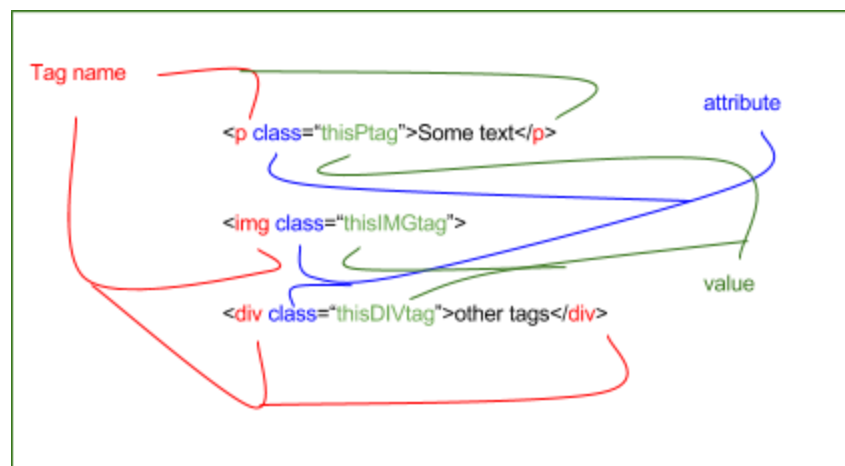 Tag name
attribute
<p class=“thisPtag”>Some text</p>
<img class=“thisIMGtag”>
value
<div class=“thisDIVtag”>other tags</div>